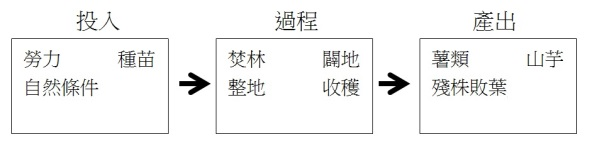 投入
勞力 種苗
自然條件
過程
焚林 闢地
整地 收穫
產出
薯類 山芋
殘株敗葉